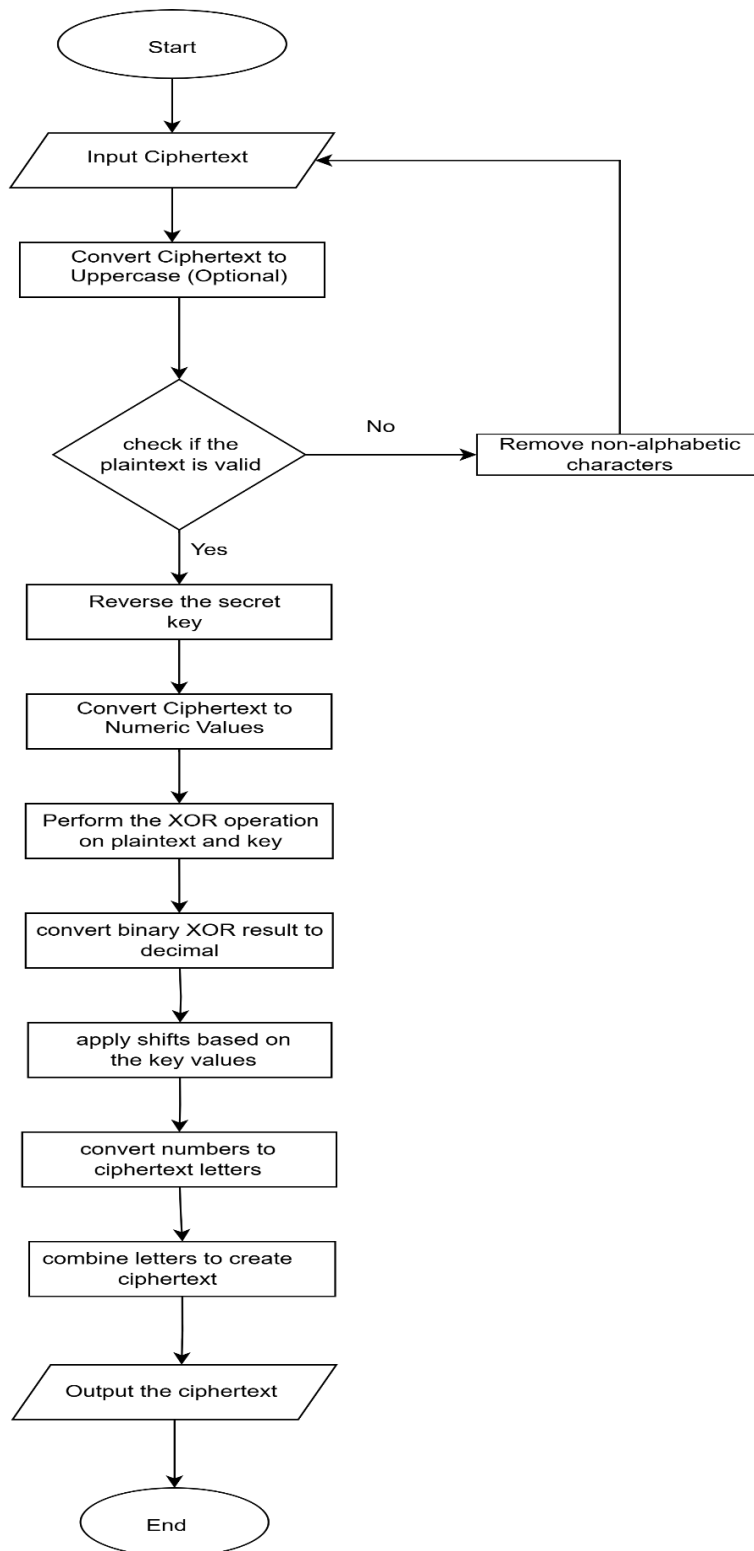 Start
Input Ciphertext
Convert Ciphertext to
Uppercase (Optional)
check if the
plaintext is valid
No
Remove non-alphabetic
characters
Yes
Reverse the secret
key
Convert Ciphertext to
Numeric Values
Perform the XOR operation
on plaintext and key
convert binary XOR result to
decimal
apply shifts based on
the key values
convert numbers to
ciphertext letters
combine letters to create
ciphertext
Output the ciphertext
End